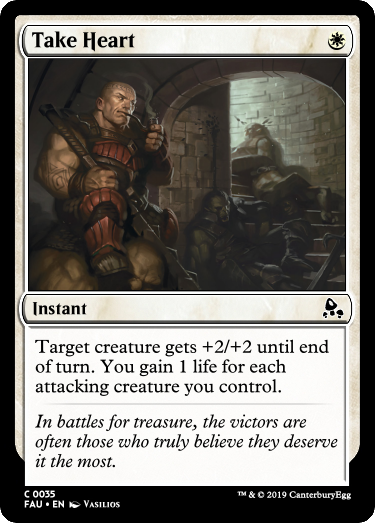 Take Heart
Instant
Target creature gets +2/+2 until end
of turn. You gain 1 life for each
attacking creature you control.
In battles for treasure, the victors are
often those who truly believe they deserve
it the most.
C 0035
FAU • EN Vasilios
™ & © 2019 CanterburyEgg